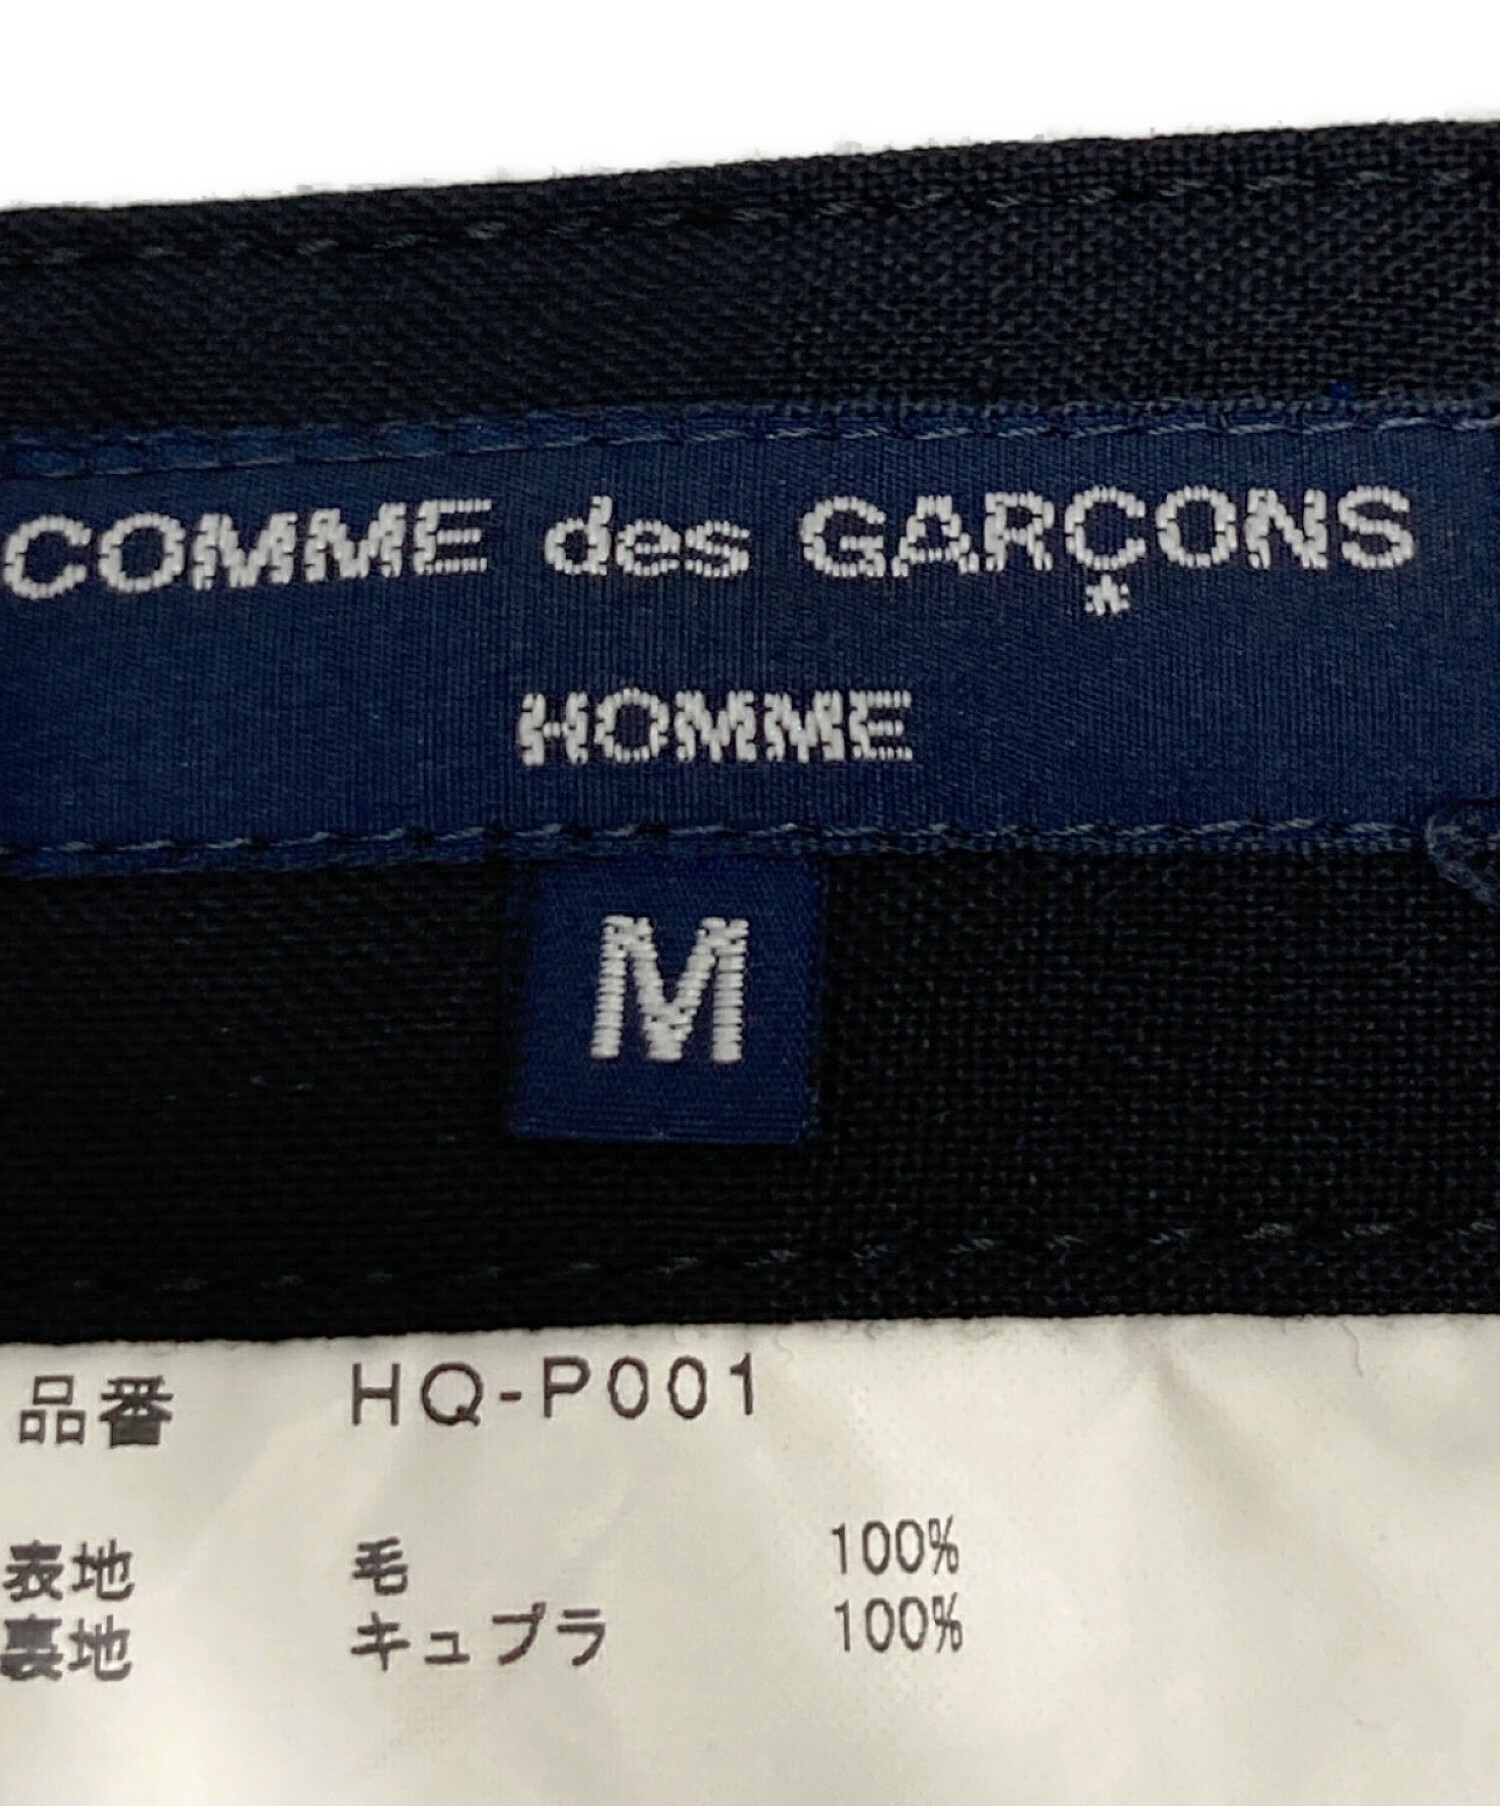 COMME des GARÇONS
HOMME
M
品番 HQ-P001
表地 毛 100%
裏地 キュプラ 100%